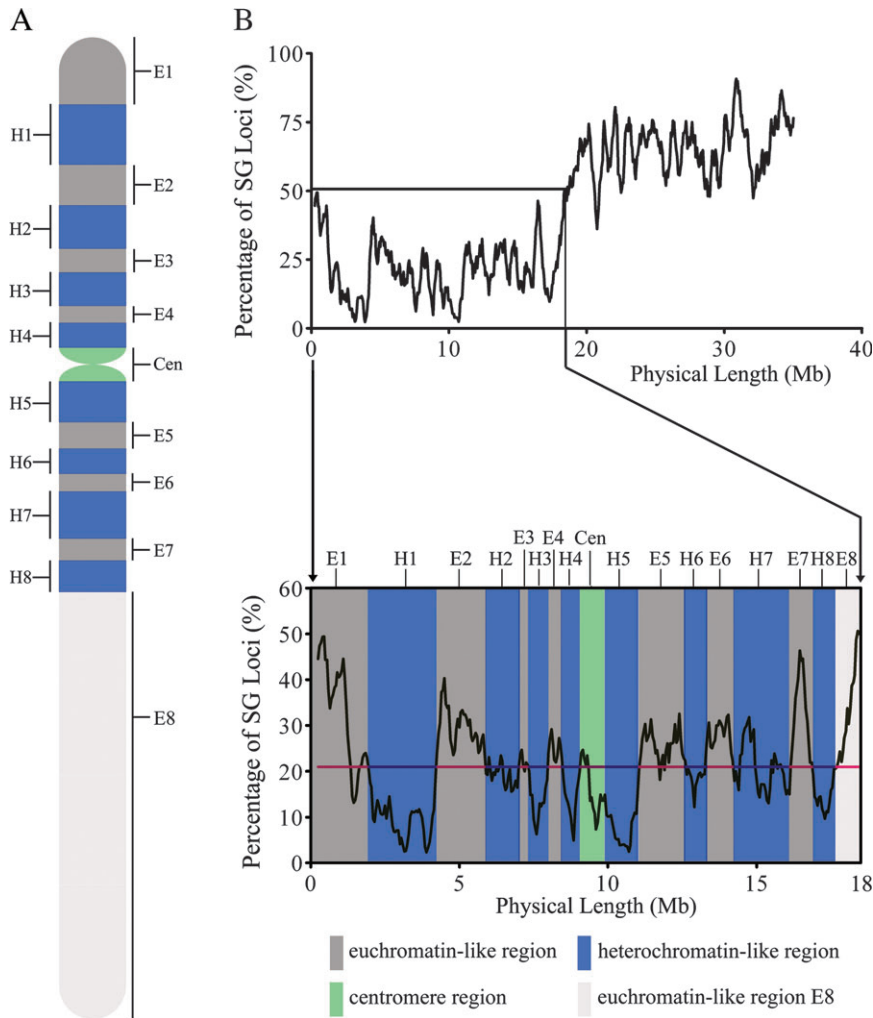 A
E1
H1
E2
H2
E3
H3
E4
H4
Cen
H5
E5
H6
E6
H7
E7
H8
E8
B
Percentage of SG Loci (%)
100
75
50
25
0
0 10 20 30 40
Physical Length (Mb)
E1 H1 E2 H2 E3 H3 E4 H4 Cen H5 E5 H6 E6 H7 E7 H8 E8
Percentage of SG Loci (%)
60
50
40
30
20
10
0
0 5 10 15 18
Physical Length (Mb)
euchromatin-like region
heterochromatin-like region
centromere region
euchromatin-like region E8